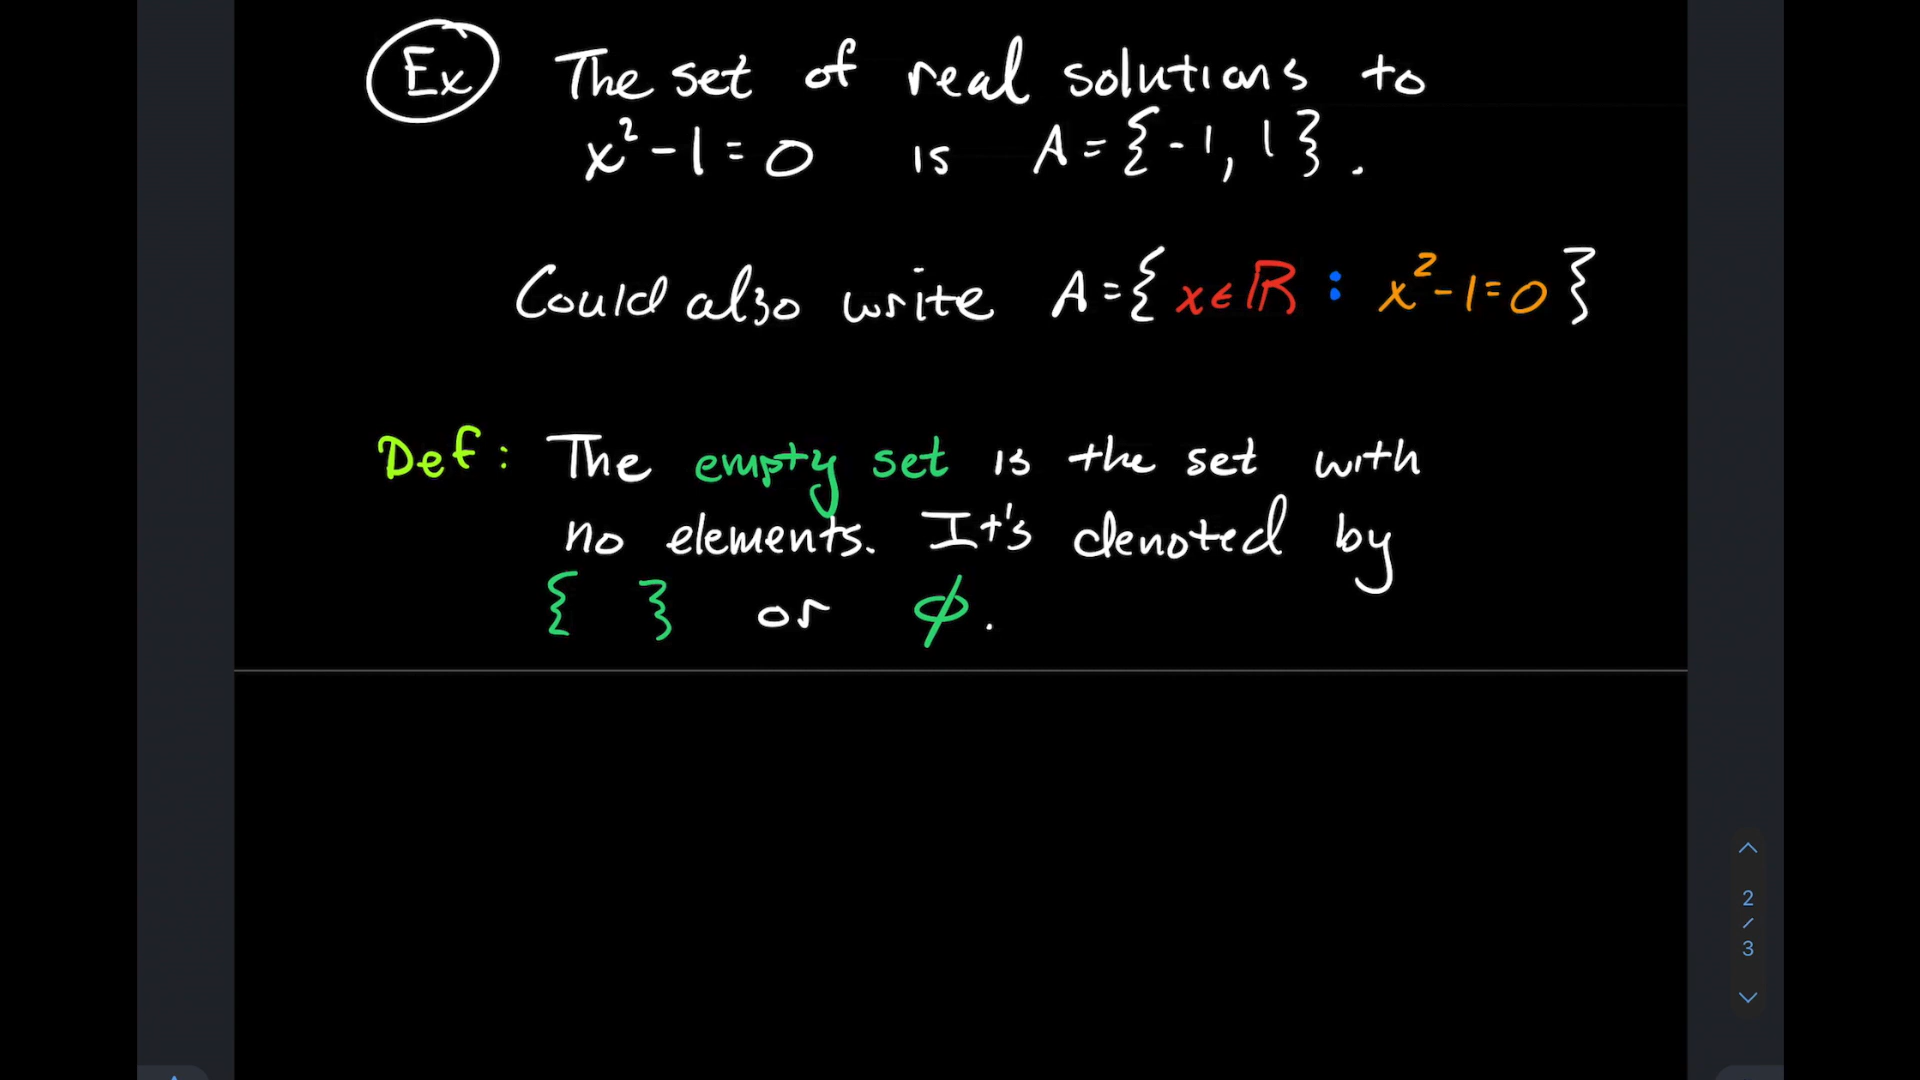 Ex The set of real solutions to
x² - 1 = 0 is A = {-1, 1}.
Could also write A = { x ∈ ℝ : x² - 1 = 0 }
Def: The empty set is the set with
no elements. It's denoted by
{ } or ∅.
2
/
3